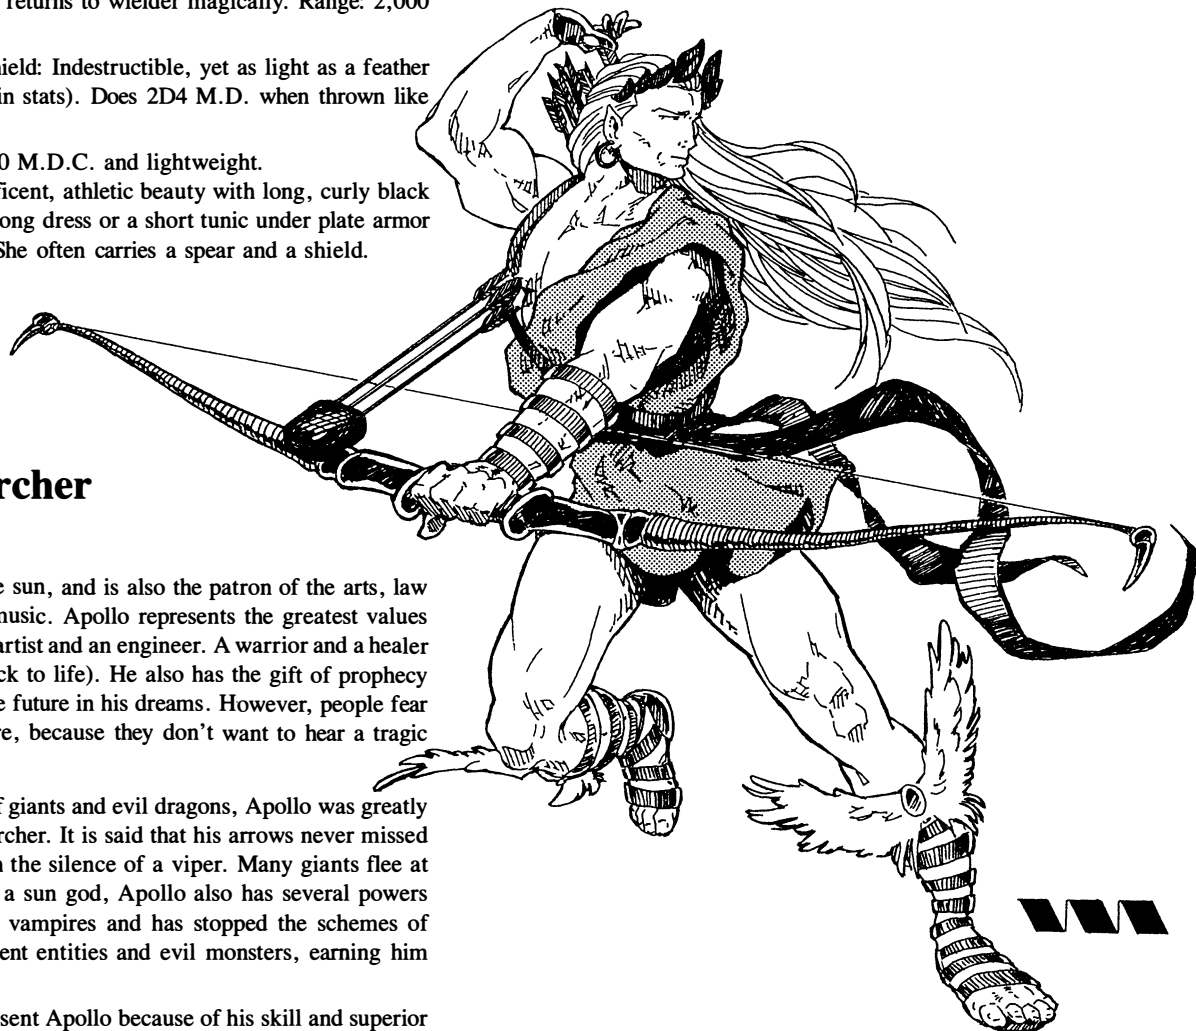 returns to wielder magically. Range: 2,000
ield: Indestructible, yet as light as a feather
in stats). Does 2D4 M.D. when thrown like
0 M.D.C. and lightweight.
ficent, athletic beauty with long, curly black
ong dress or a short tunic under plate armor
She often carries a spear and a shield.
rcher
e sun, and is also the patron of the arts, law
music. Apollo represents the greatest values
artist and an engineer. A warrior and a healer
ck to life). He also has the gift of prophecy
e future in his dreams. However, people fear
re, because they don't want to hear a tragic
f giants and evil dragons, Apollo was greatly
rcher. It is said that his arrows never missed
n the silence of a viper. Many giants flee at
a sun god, Apollo also has several powers
vampires and has stopped the schemes of
ent entities and evil monsters, earning him
sent Apollo because of his skill and superior